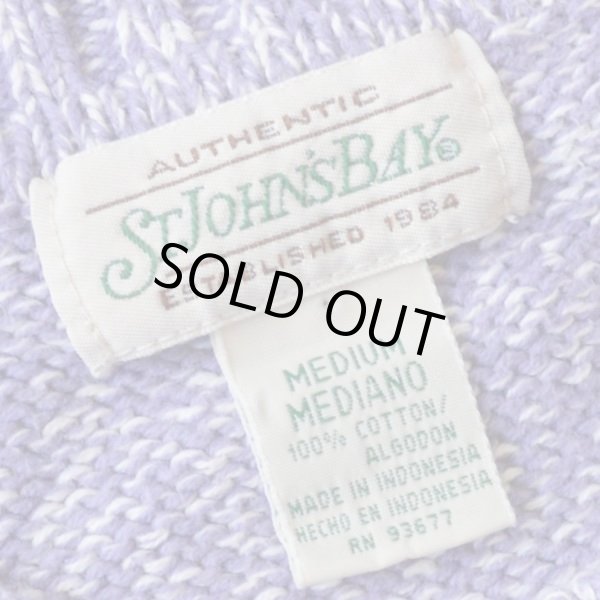 AUTHENTIC
ST. JOHN'S BAY®
ESTABLISHED 1984
SOLD OUT
MEDIUM
MEDIANO
100% COTTON/
ALGODON
MADE IN INDONESIA
HECHO EN INDONESIA
RN 93677